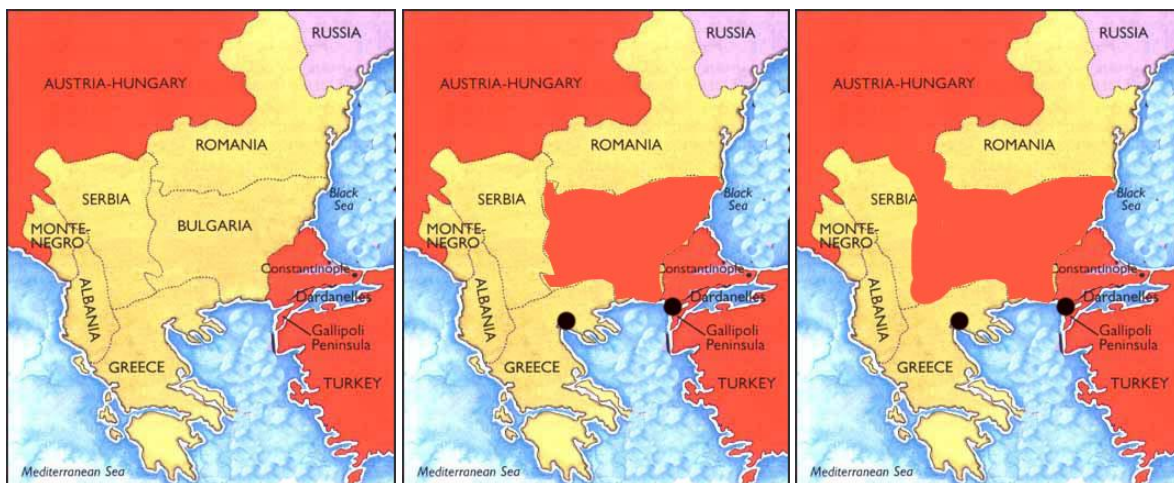 RUSSIA
AUSTRIA-HUNGARY
ROMANIA
SERBIA
Black
Sea
BULGARIA
MONTE-
NEGRO
Constantinople
ALBANIA
Dardanelles
Gallipoli
Peninsula
GREECE
TURKEY
Mediterranean Sea
RUSSIA
AUSTRIA-HUNGARY
ROMANIA
SERBIA
Black
Sea
MONTE-
NEGRO
Constantinople
ALBANIA
Dardanelles
Gallipoli
Peninsula
GREECE
TURKEY
Mediterranean Sea
RUSSIA
AUSTRIA-HUNGARY
ROMANIA
SERBIA
Black
Sea
MONTE-
NEGRO
Constantinople
ALBANIA
Dardanelles
Gallipoli
Peninsula
GREECE
TURKEY
Mediterranean Sea